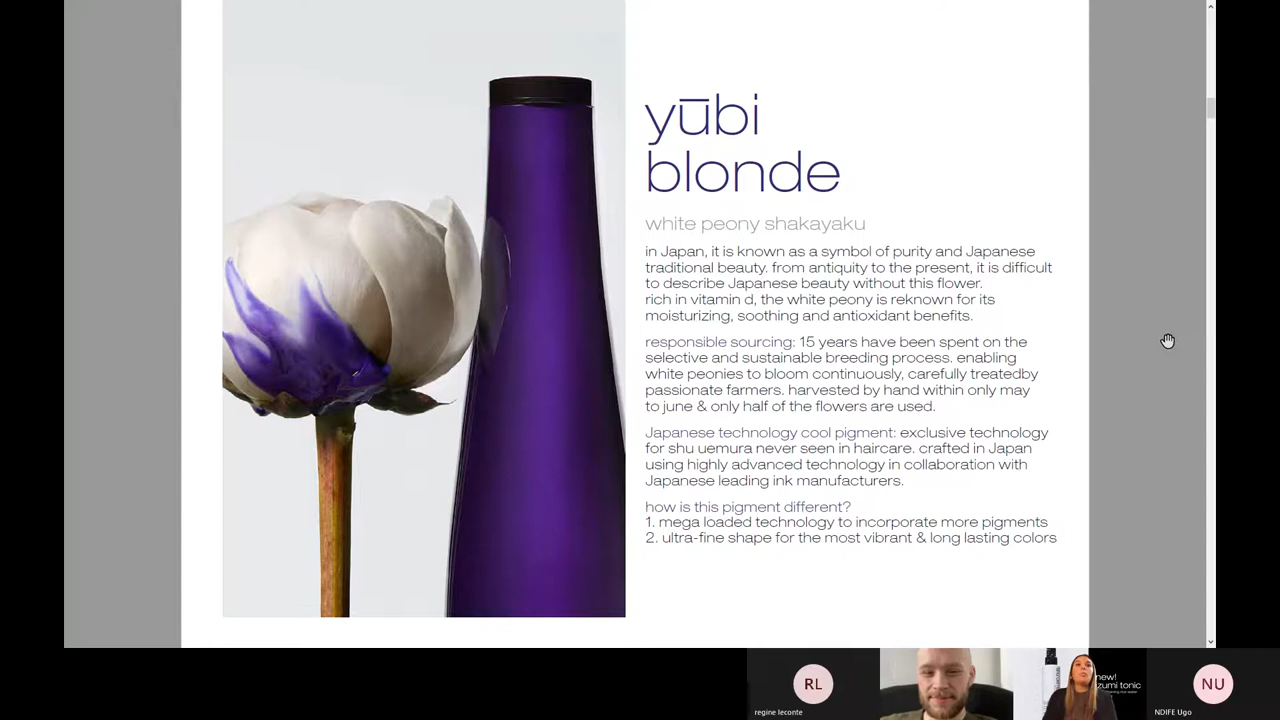 yūbi
blonde
white peony shakayaku
in Japan, it is known as a symbol of purity and Japanese
traditional beauty. from antiquity to the present, it is difficult
to describe Japanese beauty without this flower.
rich in vitamin d, the white peony is reknown for its
moisturizing, soothing and antioxidant benefits.
responsible sourcing: 15 years have been spent on the
selective and sustainable breeding process. enabling
white peonies to bloom continuously, carefully treatedby
passionate farmers. harvested by hand within only may
to june & only half of the flowers are used.
Japanese technology cool pigment: exclusive technology
for shu uemura never seen in haircare. crafted in Japan
using highly advanced technology in collaboration with
Japanese leading ink manufacturers.
how is this pigment different?
1. mega loaded technology to incorporate more pigments
2. ultra-fine shape for the most vibrant & long lasting colors
RL
regine leconte
new!
zumi tonic
NU
NDIFE Ugo